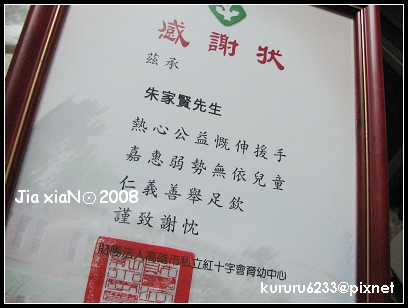 感謝狀
茲承
朱家賢先生
熱心公益慨伸援手
嘉惠弱勢無依兒童
仁義善舉足欽
謹致謝忱
財團法人高雄市私立紅十字會育幼中心
Jia xiaN☉2008
kururu6233@pixnet